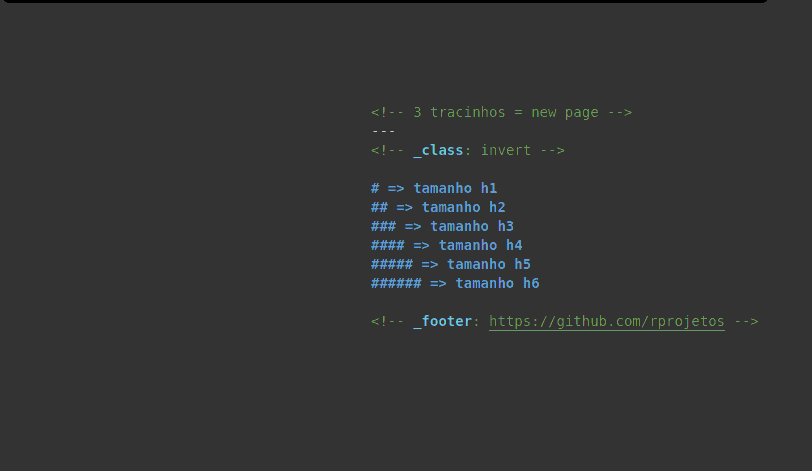 <!-- 3 tracinhos = new page -->
---
<!-- _class: invert -->
# => tamanho h1
## => tamanho h2
### => tamanho h3
#### => tamanho h4
##### => tamanho h5
###### => tamanho h6
<!-- _footer: https://github.com/rprojetos -->